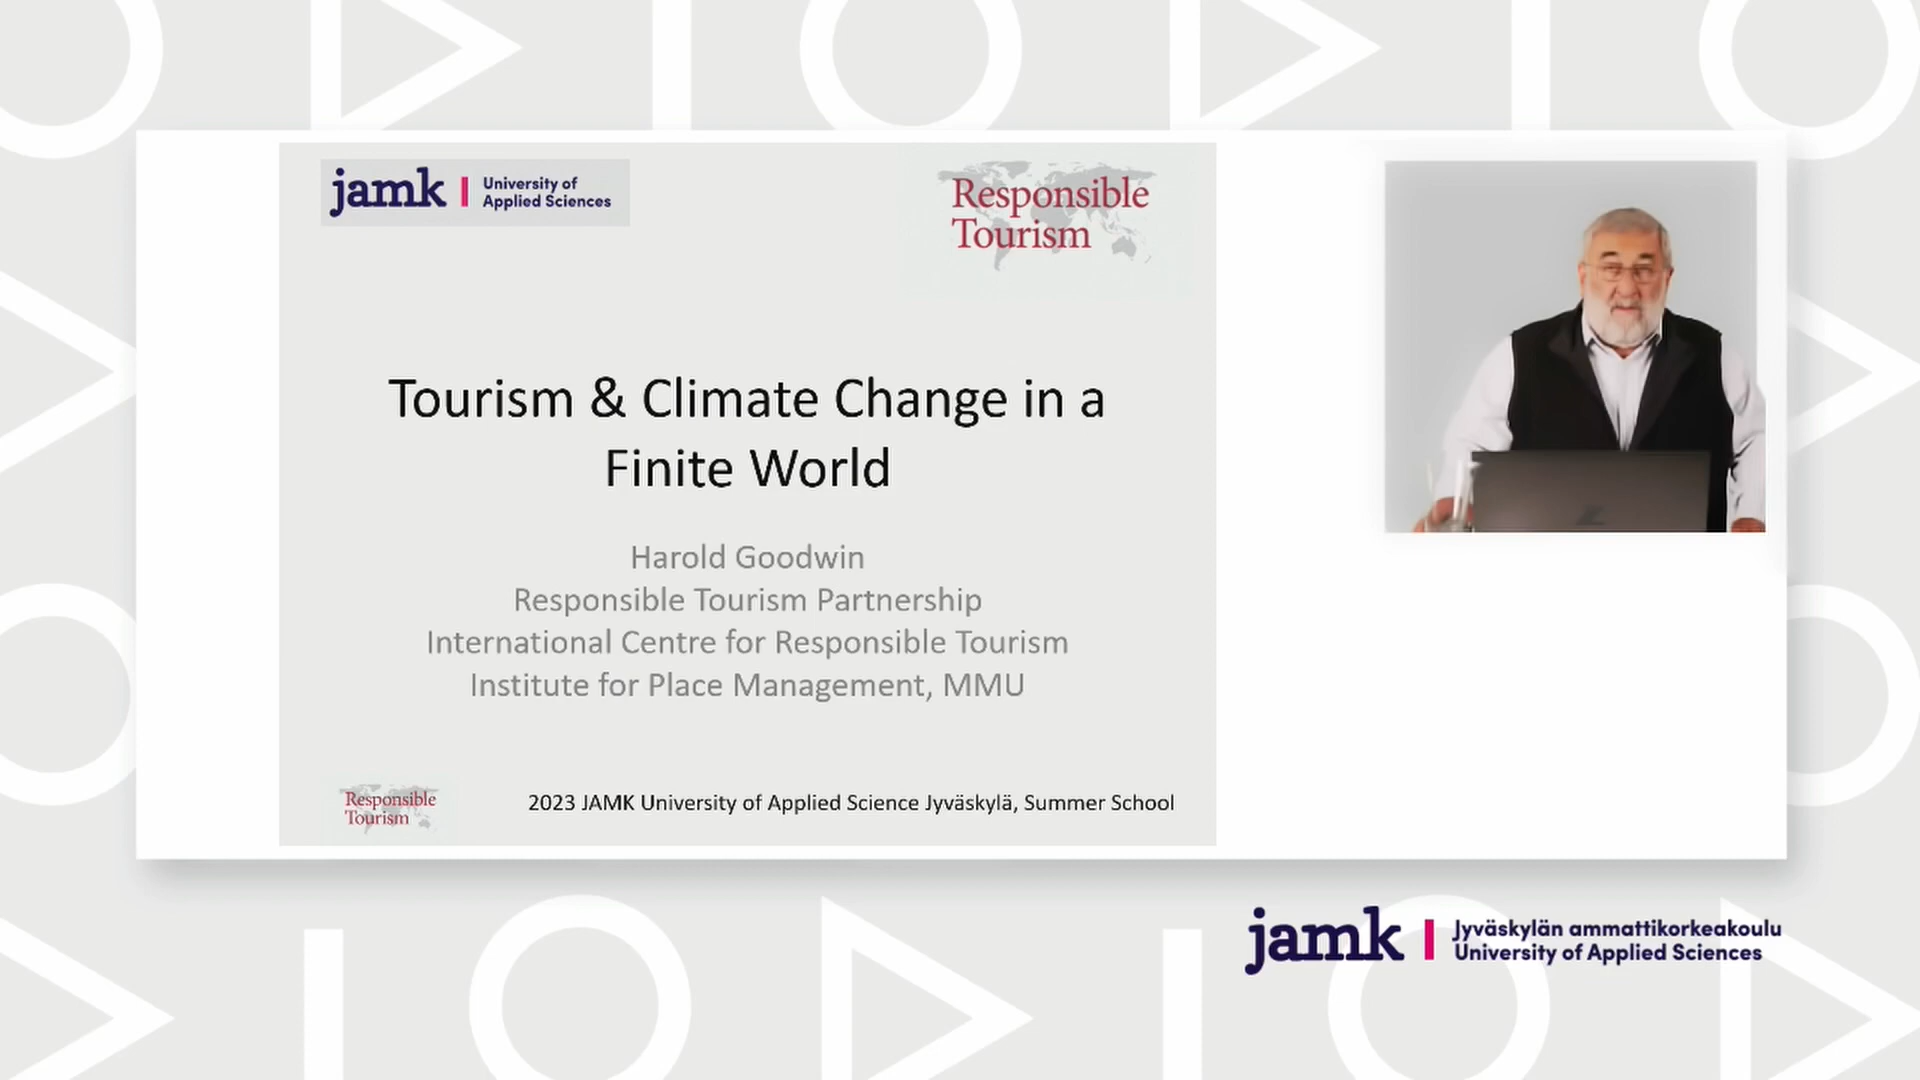 jamk | University of
Applied Sciences
Responsible
Tourism
Tourism & Climate Change in a
Finite World
Harold Goodwin
Responsible Tourism Partnership
International Centre for Responsible Tourism
Institute for Place Management, MMU
Responsible
Tourism
2023 JAMK University of Applied Science Jyväskylä, Summer School
jamk | Jyväskylän ammattikorkeakoulu
University of Applied Sciences